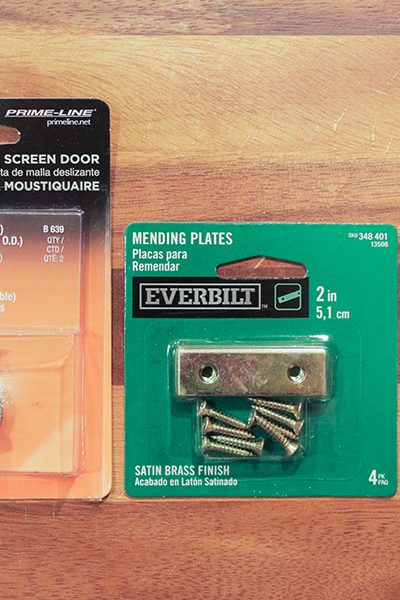 PRIME-LINE®
primeline.net
SCREEN DOOR
ta de malla deslizante
MOUSTIQUAIRE
B 639
O.D.)
QTY /
CTD /
QTÉ: 2
MENDING PLATES
Placas para
Remendar
SKU 348 401
13508
EVERBILT™
2 in
5,1 cm
SATIN BRASS FINISH
Acabado en Latón Satinado
4 PK
PAQ